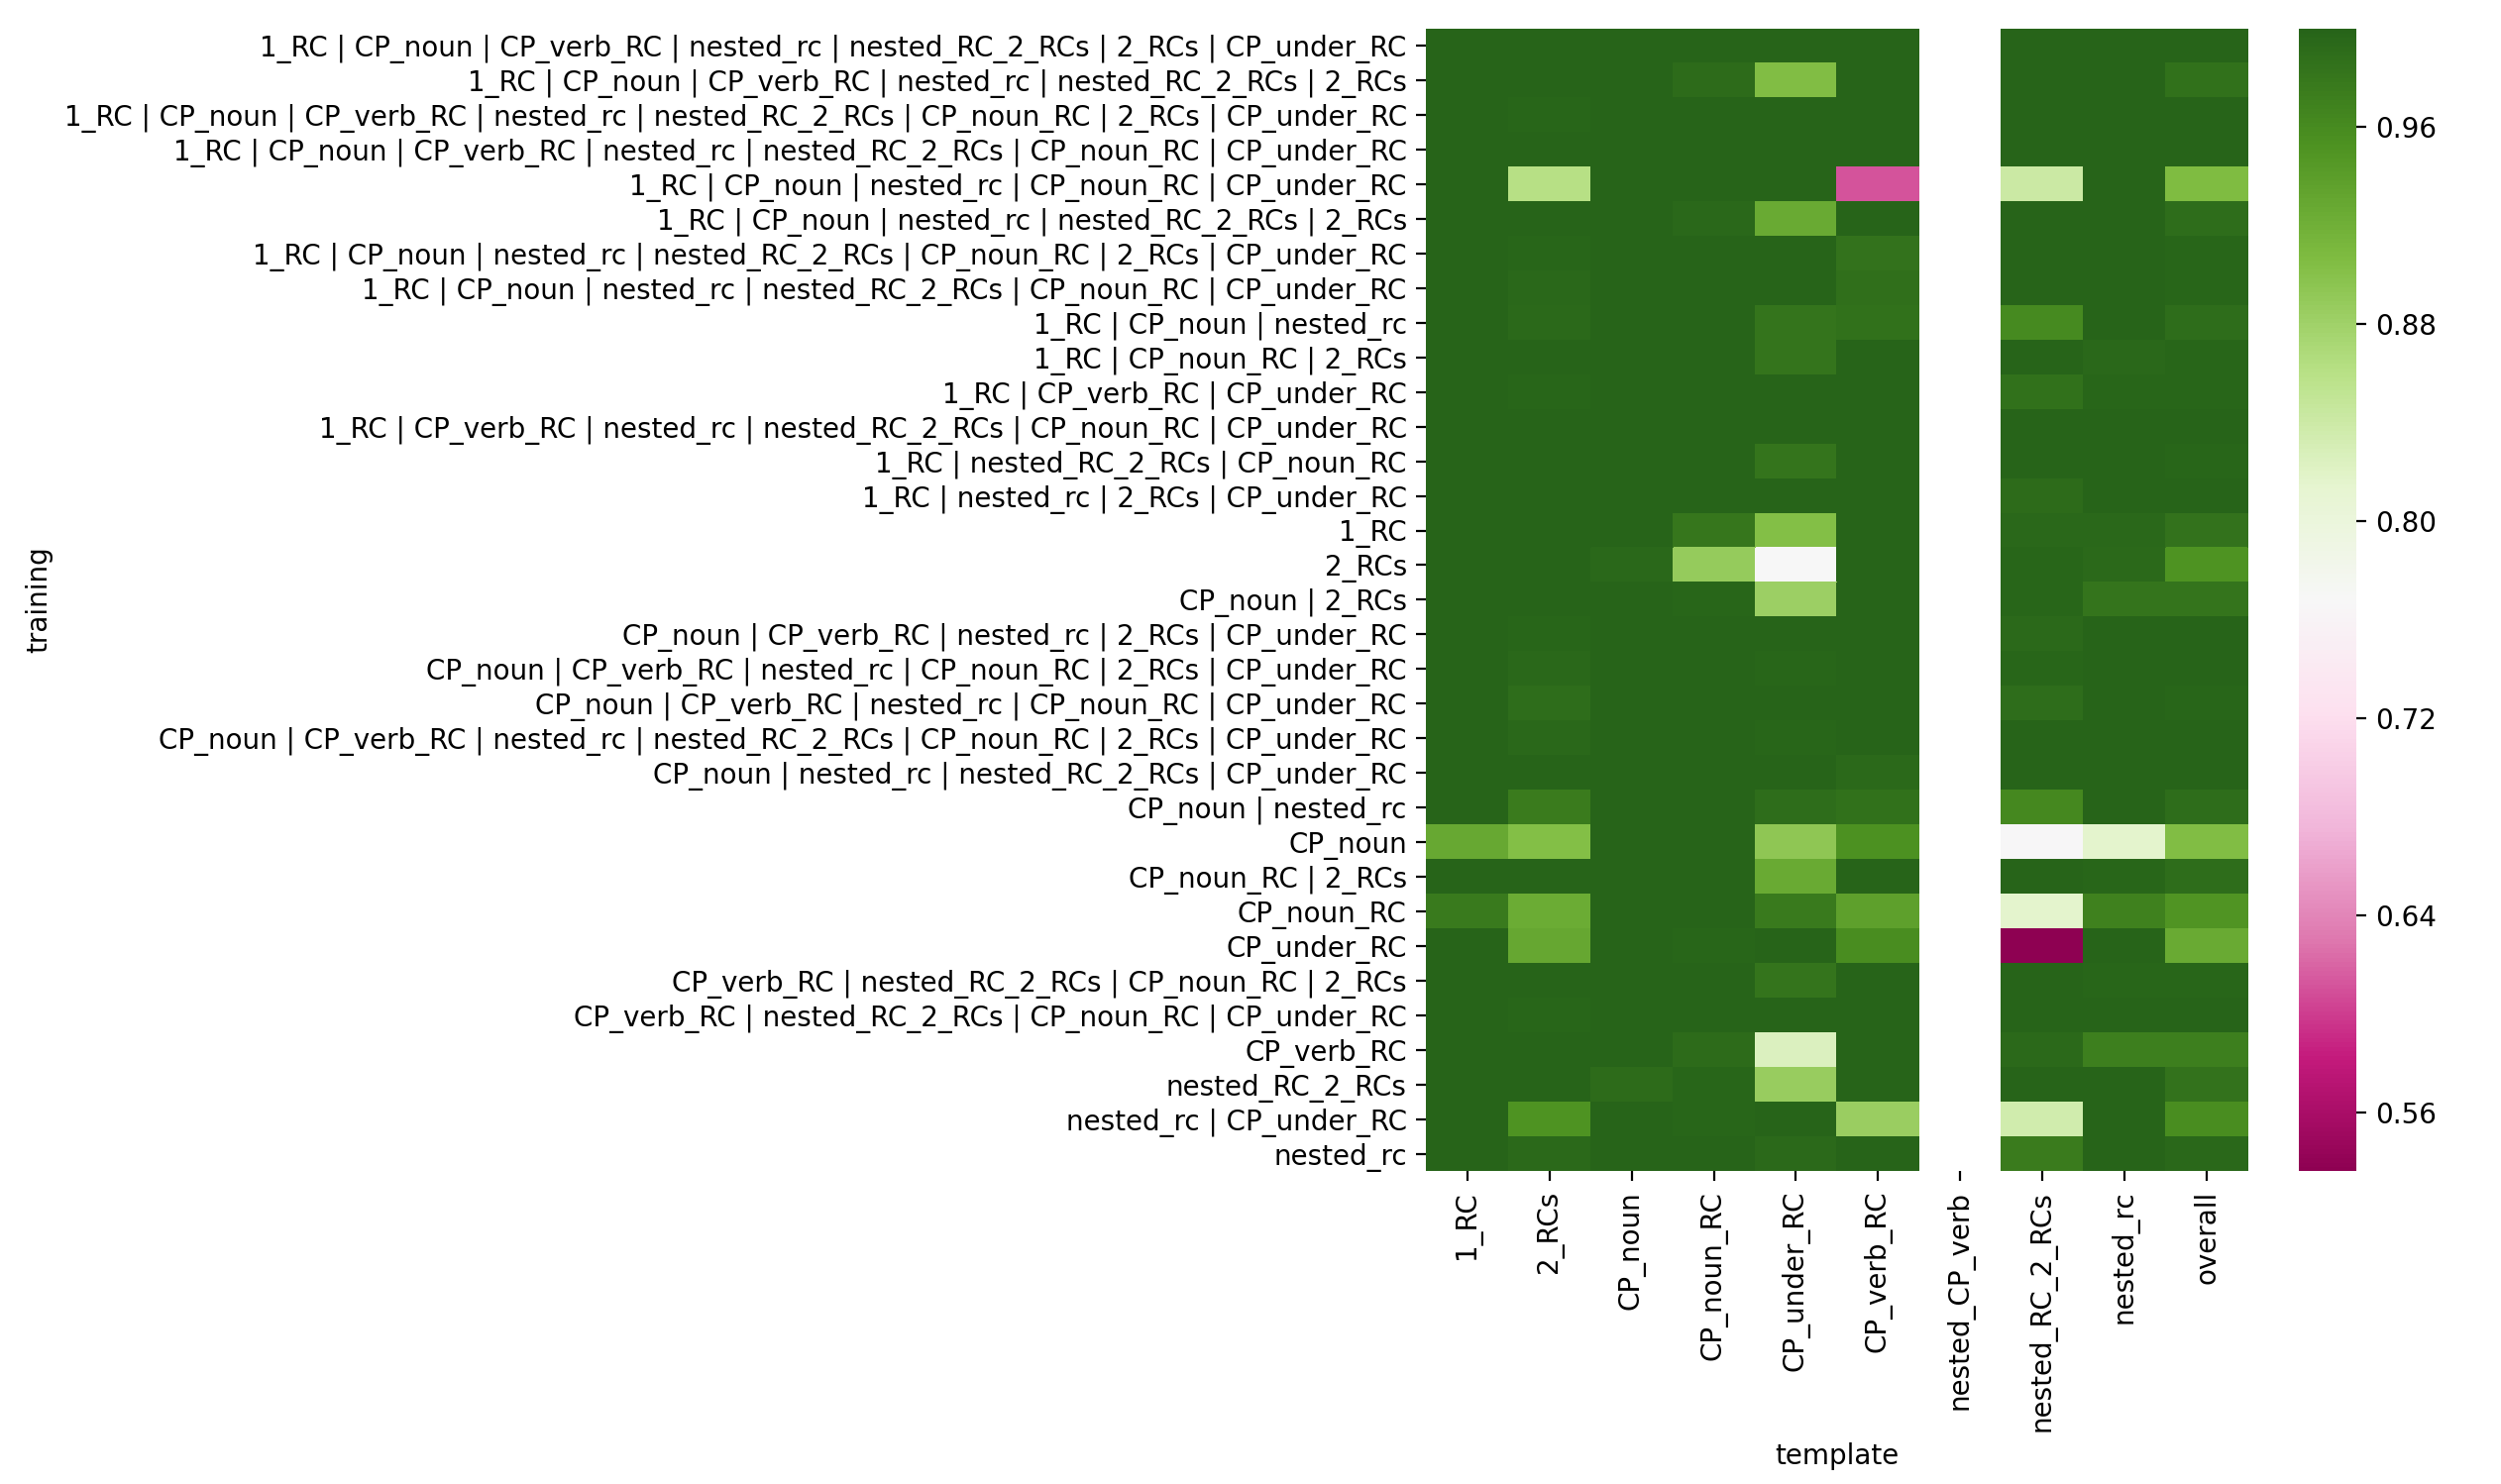 1_RC | CP_noun | CP_verb_RC | nested_rc | nested_RC_2_RCs | 2_RCs | CP_under_RC
1_RC | CP_noun | CP_verb_RC | nested_rc | nested_RC_2_RCs | 2_RCs
1_RC | CP_noun | CP_verb_RC | nested_rc | nested_RC_2_RCs | CP_noun_RC | 2_RCs | CP_under_RC
1_RC | CP_noun | CP_verb_RC | nested_rc | nested_RC_2_RCs | CP_noun_RC | CP_under_RC
1_RC | CP_noun | nested_rc | CP_noun_RC | CP_under_RC
1_RC | CP_noun | nested_rc | nested_RC_2_RCs | 2_RCs
1_RC | CP_noun | nested_rc | nested_RC_2_RCs | CP_noun_RC | 2_RCs | CP_under_RC
1_RC | CP_noun | nested_rc | nested_RC_2_RCs | CP_noun_RC | CP_under_RC
1_RC | CP_noun | nested_rc
1_RC | CP_noun_RC | 2_RCs
1_RC | CP_verb_RC | CP_under_RC
1_RC | CP_verb_RC | nested_rc | nested_RC_2_RCs | CP_noun_RC | CP_under_RC
1_RC | nested_RC_2_RCs | CP_noun_RC
1_RC | nested_rc | 2_RCs | CP_under_RC
1_RC
2_RCs
CP_noun | 2_RCs
CP_noun | CP_verb_RC | nested_rc | 2_RCs | CP_under_RC
CP_noun | CP_verb_RC | nested_rc | CP_noun_RC | 2_RCs | CP_under_RC
CP_noun | CP_verb_RC | nested_rc | CP_noun_RC | CP_under_RC
CP_noun | CP_verb_RC | nested_rc | nested_RC_2_RCs | CP_noun_RC | 2_RCs | CP_under_RC
CP_noun | nested_rc | nested_RC_2_RCs | CP_under_RC
CP_noun | nested_rc
CP_noun
CP_noun_RC | 2_RCs
CP_noun_RC
CP_under_RC
CP_verb_RC | nested_RC_2_RCs | CP_noun_RC | 2_RCs
CP_verb_RC | nested_RC_2_RCs | CP_noun_RC | CP_under_RC
CP_verb_RC
nested_RC_2_RCs
nested_rc | CP_under_RC
nested_rc
training
1_RC
2_RCs
CP_noun
CP_noun_RC
CP_under_RC
CP_verb_RC
nested_CP_verb
nested_RC_2_RCs
nested_rc
overall
template
0.96
0.88
0.80
0.72
0.64
0.56